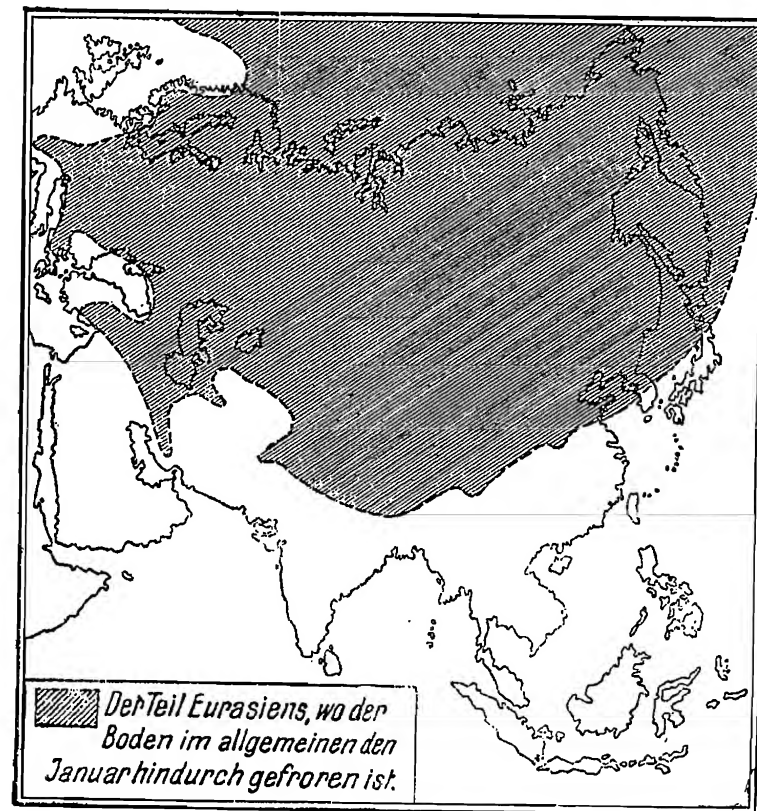 Der Teil Eurasiens, wo der
Boden im allgemeinen den
Januar hindurch gefroren ist.